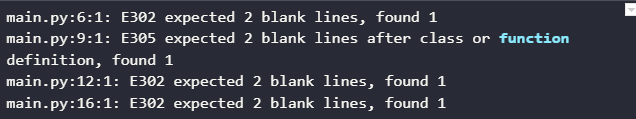 main.py:6:1: E302 expected 2 blank lines, found 1
main.py:9:1: E305 expected 2 blank lines after class or function
definition, found 1
main.py:12:1: E302 expected 2 blank lines, found 1
main.py:16:1: E302 expected 2 blank lines, found 1